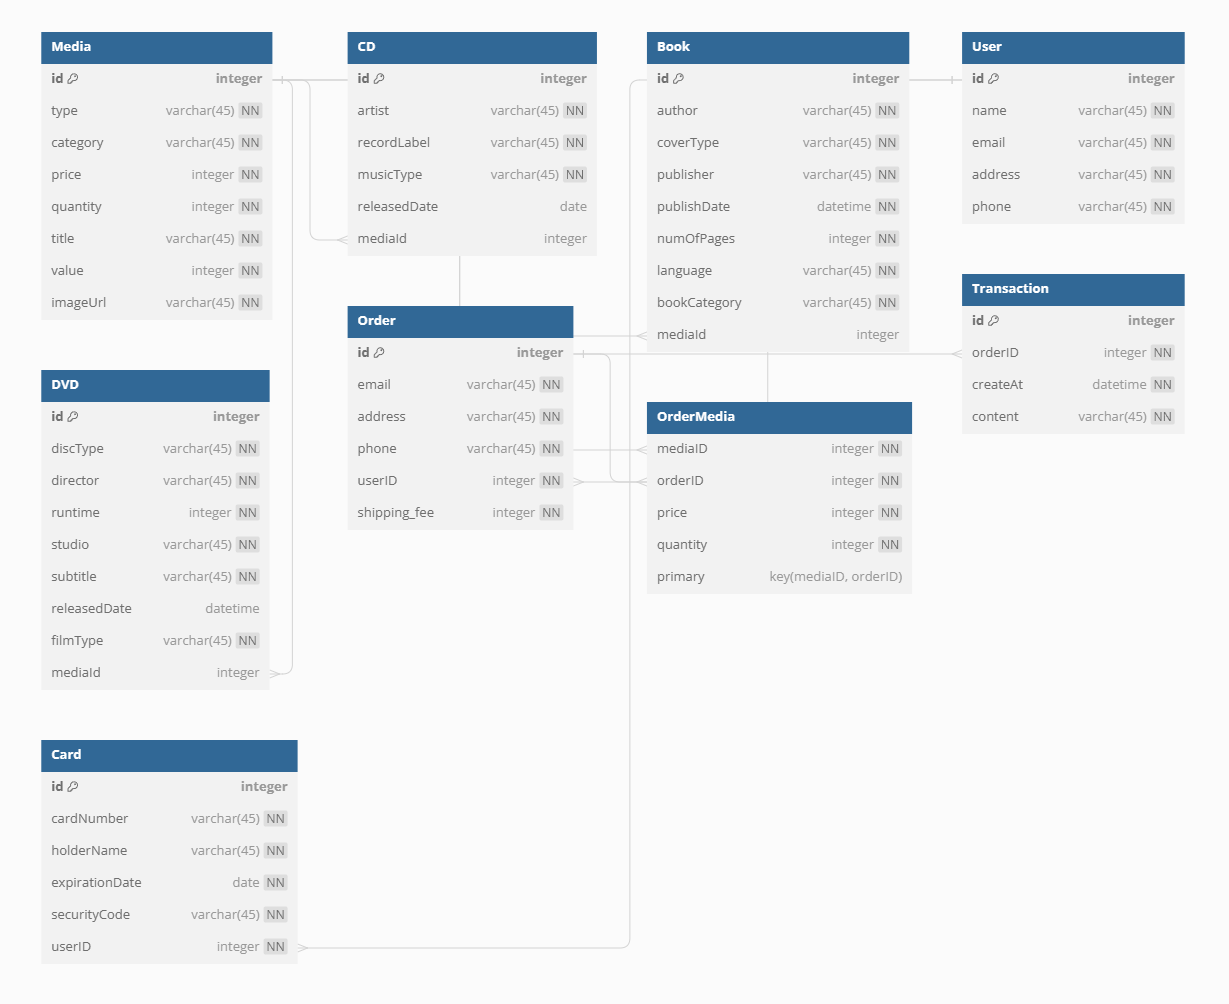 Media
id integer
type varchar(45) NN
category varchar(45) NN
price integer NN
quantity integer NN
title varchar(45) NN
value integer NN
imageUrl varchar(45) NN
CD
id integer
artist varchar(45) NN
recordLabel varchar(45) NN
musicType varchar(45) NN
releasedDate date
mediaId integer
Book
id integer
author varchar(45) NN
coverType varchar(45) NN
publisher varchar(45) NN
publishDate datetime NN
numOfPages integer NN
language varchar(45) NN
bookCategory varchar(45) NN
mediaId integer
User
id integer
name varchar(45) NN
email varchar(45) NN
address varchar(45) NN
phone varchar(45) NN
Transaction
id integer
orderID integer NN
createAt datetime NN
content varchar(45) NN
Order
id integer
email varchar(45) NN
address varchar(45) NN
phone varchar(45) NN
userID integer NN
shipping_fee integer NN
DVD
id integer
discType varchar(45) NN
director varchar(45) NN
runtime integer NN
studio varchar(45) NN
subtitle varchar(45) NN
releasedDate datetime
filmType varchar(45) NN
mediaId integer
OrderMedia
mediaID integer NN
orderID integer NN
price integer NN
quantity integer NN
primary key(mediaID, orderID)
Card
id integer
cardNumber varchar(45) NN
holderName varchar(45) NN
expirationDate date NN
securityCode varchar(45) NN
userID integer NN